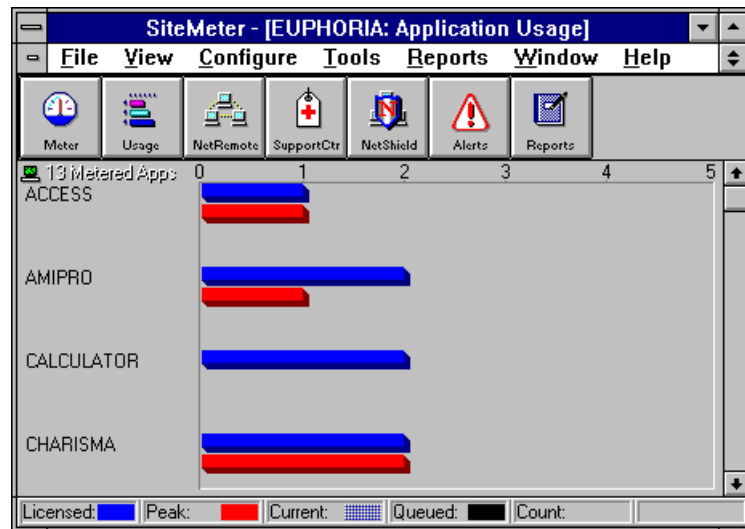 SiteMeter - [EUPHORIA: Application Usage]
File View Configure Tools Reports Window Help
Meter Usage NetRemote SupportCtr NetShield Alerts Reports
13 Metered Apps 0 1 2 3 4 5
ACCESS
AMIPRO
CALCULATOR
CHARISMA
Licensed: Peak: Current: Queued: Count: